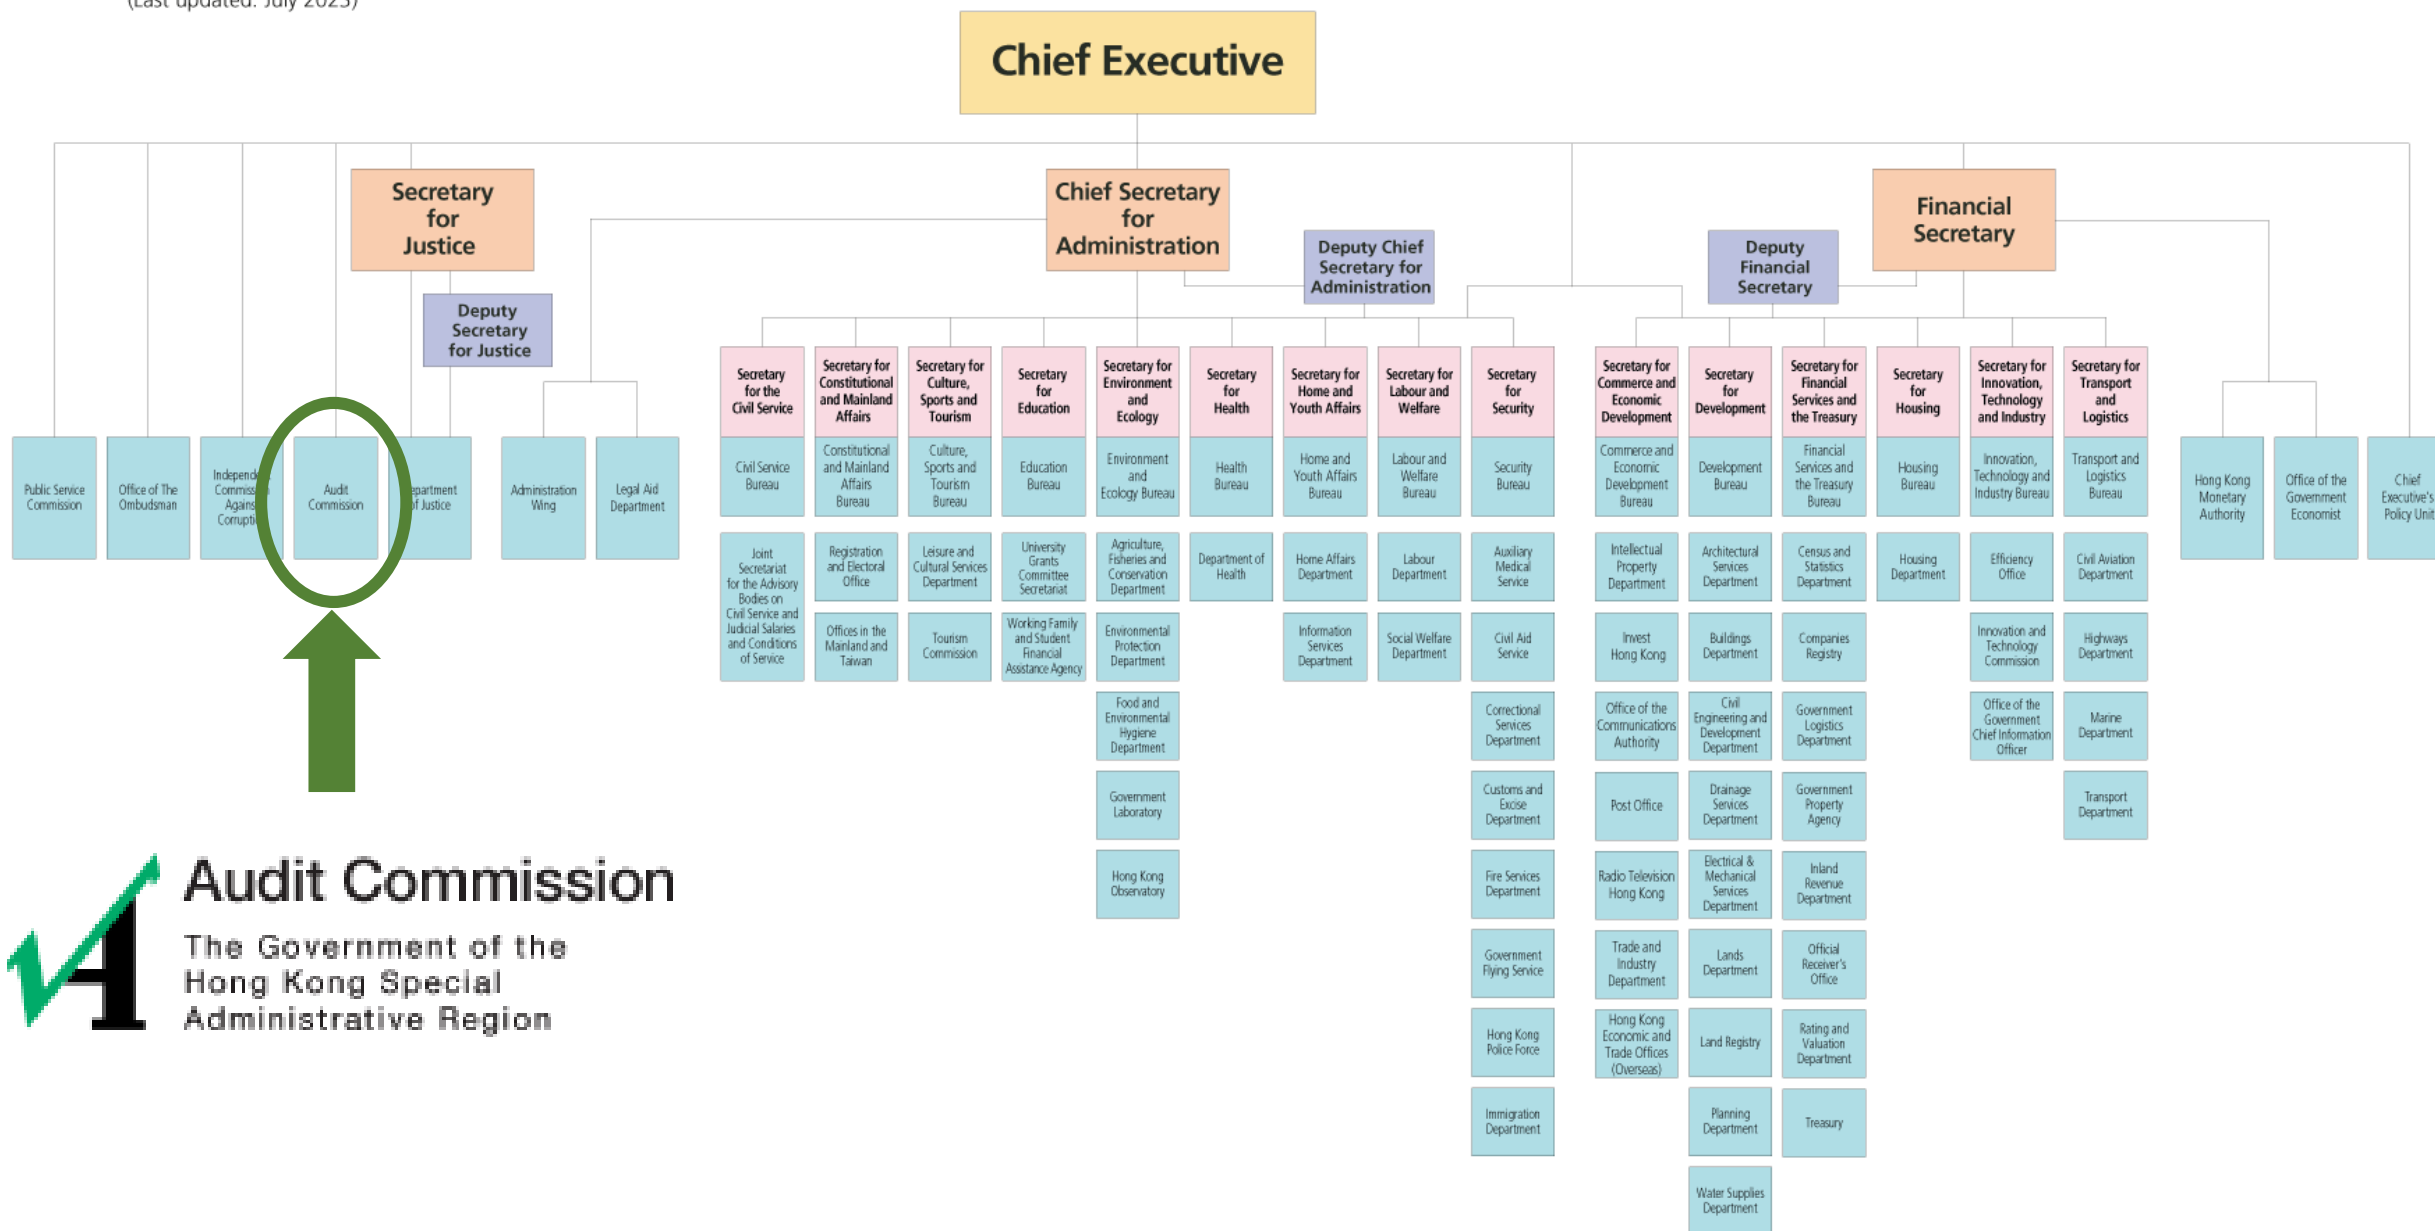 (Last updated: July 2023)
Chief Executive
Secretary
for
Justice
Chief Secretary
for
Administration
Financial
Secretary
Deputy Chief
Secretary for
Administration
Deputy
Financial
Secretary
Deputy
Secretary
for Justice
Public Service
Commission
Office of The
Ombudsman
Commiss
Agains
Corrupti
Audit
Commission
epartment
of Justice
Administration
Wing
Legal Aid
Department
Secretary
for the
Civil Service
Civil Service
Bureau
Joint
Secretariat
for the Advisory
Bodies on
Civil Service and
Judicial Salaries
and Conditions
of Service
Secretary for
Constitutional
and Mainland
Affairs
Constitutional
and Mainland
Affairs
Bureau
Registration
and Electoral
Office
Offices in the
Mainland and
Taiwan
Secretary for
Culture,
Sports and
Tourism
Culture,
Sports and
Tourism
Bureau
Leisure and
Cultural Services
Department
Tourism
Commission
Secretary
for
Education
Education
Bureau
University
Grants
Committee
Secretariat
Working Family
and Student
Financial
Assistance Agency
Secretary for
Environment
and
Ecology
Environment
and
Ecology Bureau
Agriculture,
Fisheries and
Conservation
Department
Environmental
Protection
Department
Food and
Environmental
Hygiene
Department
Government
Laboratory
Hong Kong
Observatory
Secretary
for
Health
Health
Bureau
Department of
Health
Secretary for
Home and
Youth Affairs
Home and
Youth Affairs
Bureau
Home Affairs
Department
Information
Services
Department
Secretary for
Labour and
Welfare
Labour and
Welfare
Bureau
Labour
Department
Social Welfare
Department
Secretary
for
Security
Security
Bureau
Auxiliary
Medical
Service
Civil Aid
Service
Correctional
Services
Department
Customs and
Excise
Department
Fire Services
Department
Government
Flying Service
Hong Kong
Police Force
Immigration
Department
Secretary for
Commerce and
Economic
Development
Commerce and
Economic
Development
Bureau
Intellectual
Property
Department
Invest
Hong Kong
Office of the
Communications
Authority
Post Office
Radio Television
Hong Kong
Trade and
Industry
Department
Hong Kong
Economic and
Trade Offices
(Overseas)
Secretary
for
Development
Development
Bureau
Architectural
Services
Department
Buildings
Department
Civil
Engineering and
Development
Department
Drainage
Services
Department
Electrical &
Mechanical
Services
Department
Lands
Department
Land Registry
Planning
Department
Water Supplies
Department
Secretary for
Financial
Services and
the Treasury
Financial
Services and
the Treasury
Bureau
Census and
Statistics
Department
Companies
Registry
Government
Logistics
Department
Government
Property
Agency
Inland
Revenue
Department
Official
Receiver's
Office
Rating and
Valuation
Department
Treasury
Secretary
for
Housing
Housing
Bureau
Housing
Department
Secretary for
Innovation,
Technology
and Industry
Innovation,
Technology and
Industry Bureau
Efficiency
Office
Innovation and
Technology
Commission
Office of the
Government
Chief Information
Officer
Secretary for
Transport
and
Logistics
Transport and
Logistics
Bureau
Civil Aviation
Department
Highways
Department
Marine
Department
Transport
Department
Hong Kong
Monetary
Authority
Office of the
Government
Economist
Chief
Executive's
Policy Unit
Audit Commission
The Government of the
Hong Kong Special
Administrative Region